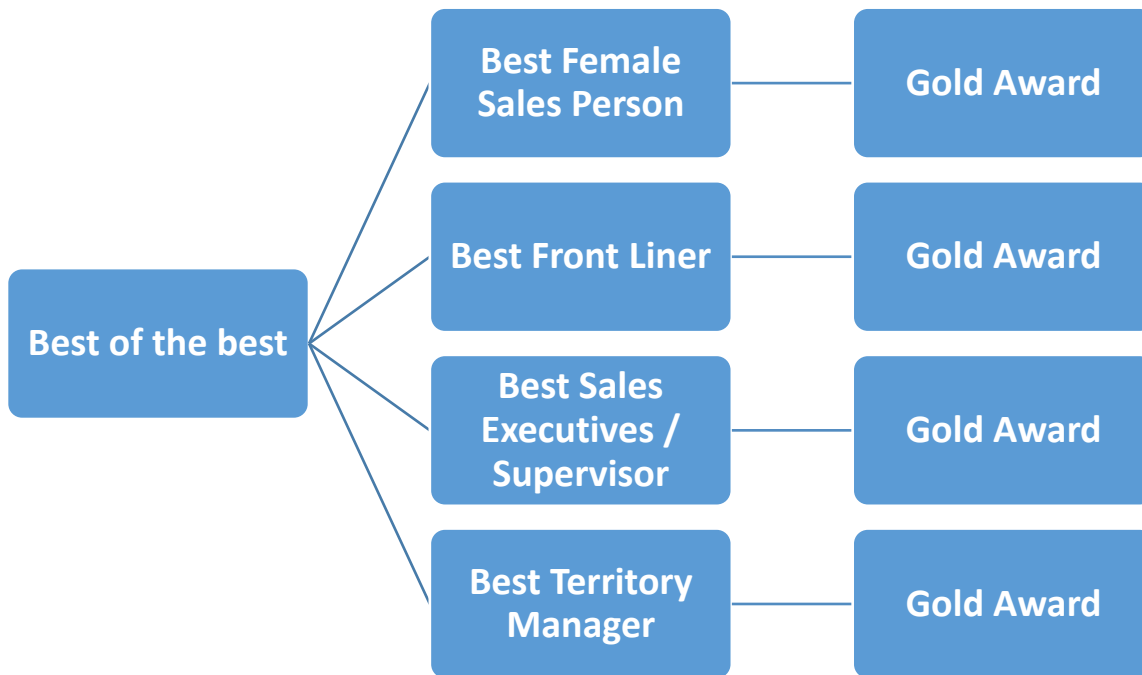 Best of the best
Best Female
Sales Person
Gold Award
Best Front Liner
Gold Award
Best Sales
Executives /
Supervisor
Gold Award
Best Territory
Manager
Gold Award